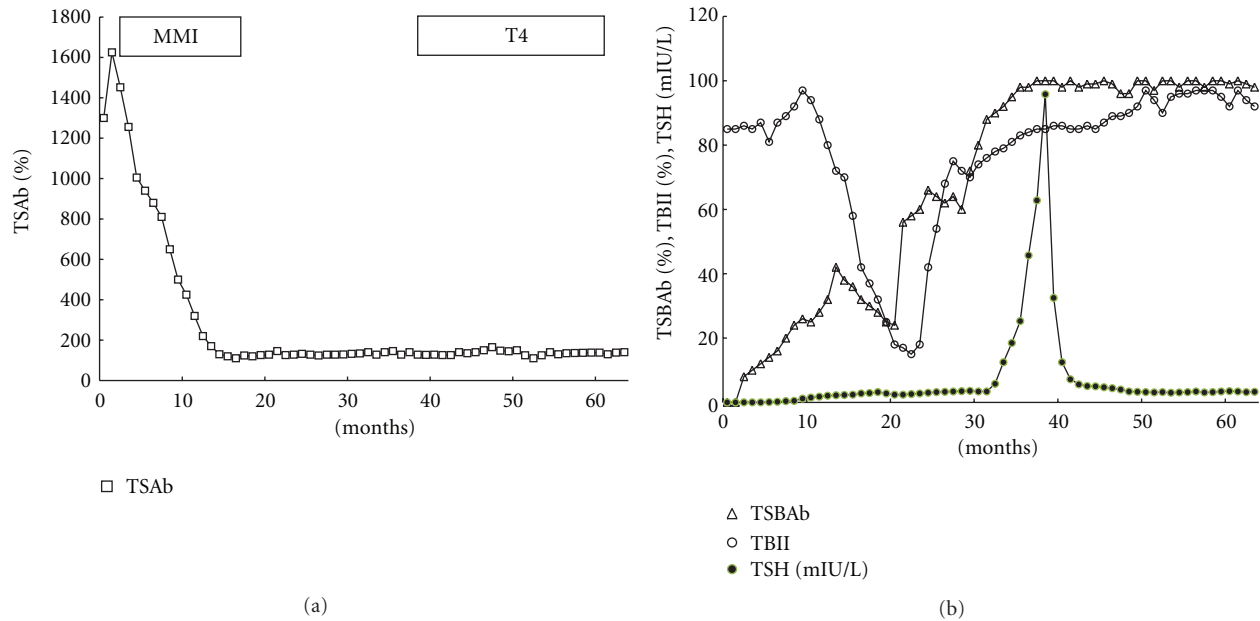 1800
1600
1400
1200
1000
800
600
400
200
0
TSAb (%)
MMI
T4
0 10 20 30 40 50 60
(months)
TSAb
(a)
120
100
80
60
40
20
0
TSBAb (%), TBII (%), TSH (mIU/L)
0 10 20 30 40 50 60
(months)
TSBAb
TBII
TSH (mIU/L)
(b)